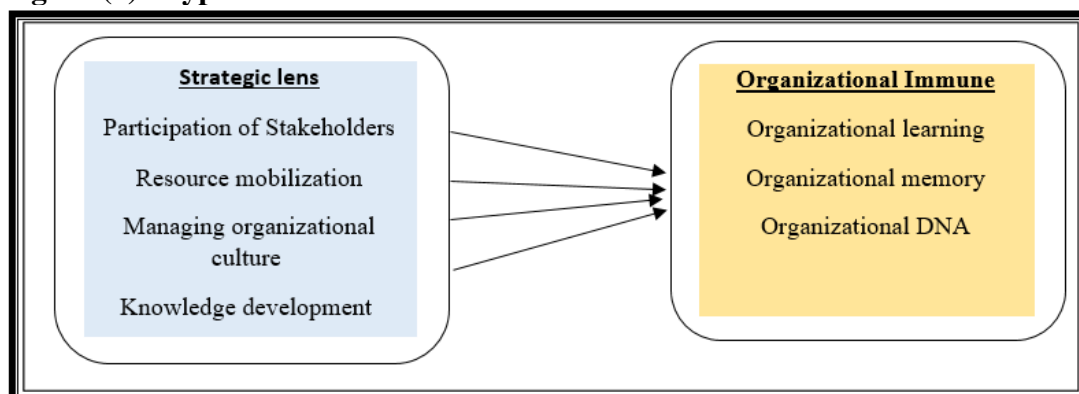 Strategic lens
Participation of Stakeholders
Resource mobilization
Managing organizational
culture
Knowledge development
Organizational Immune
Organizational learning
Organizational memory
Organizational DNA